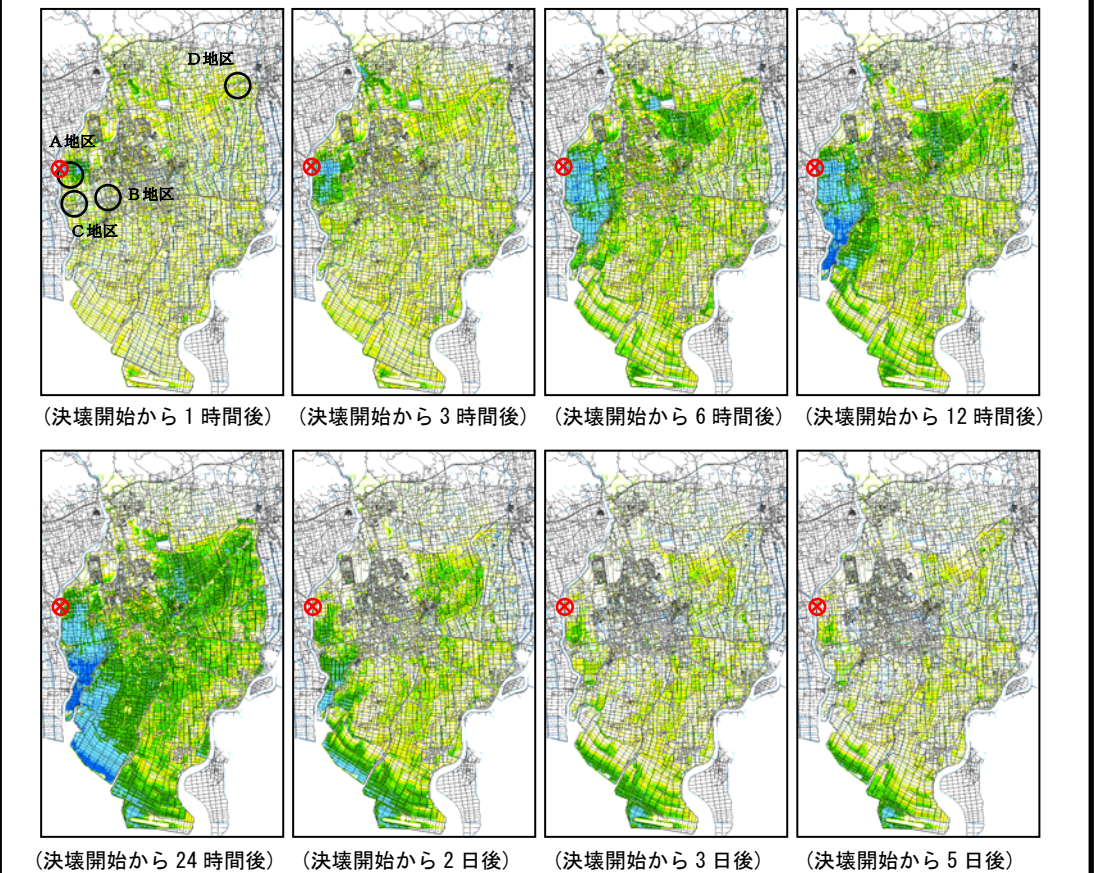 D地区
A地区
B地区
C地区
(決壊開始から 1 時間後)
(決壊開始から 3 時間後)
(決壊開始から 6 時間後)
(決壊開始から 12 時間後)
(決壊開始から 24 時間後)
(決壊開始から 2 日後)
(決壊開始から 3 日後)
(決壊開始から 5 日後)